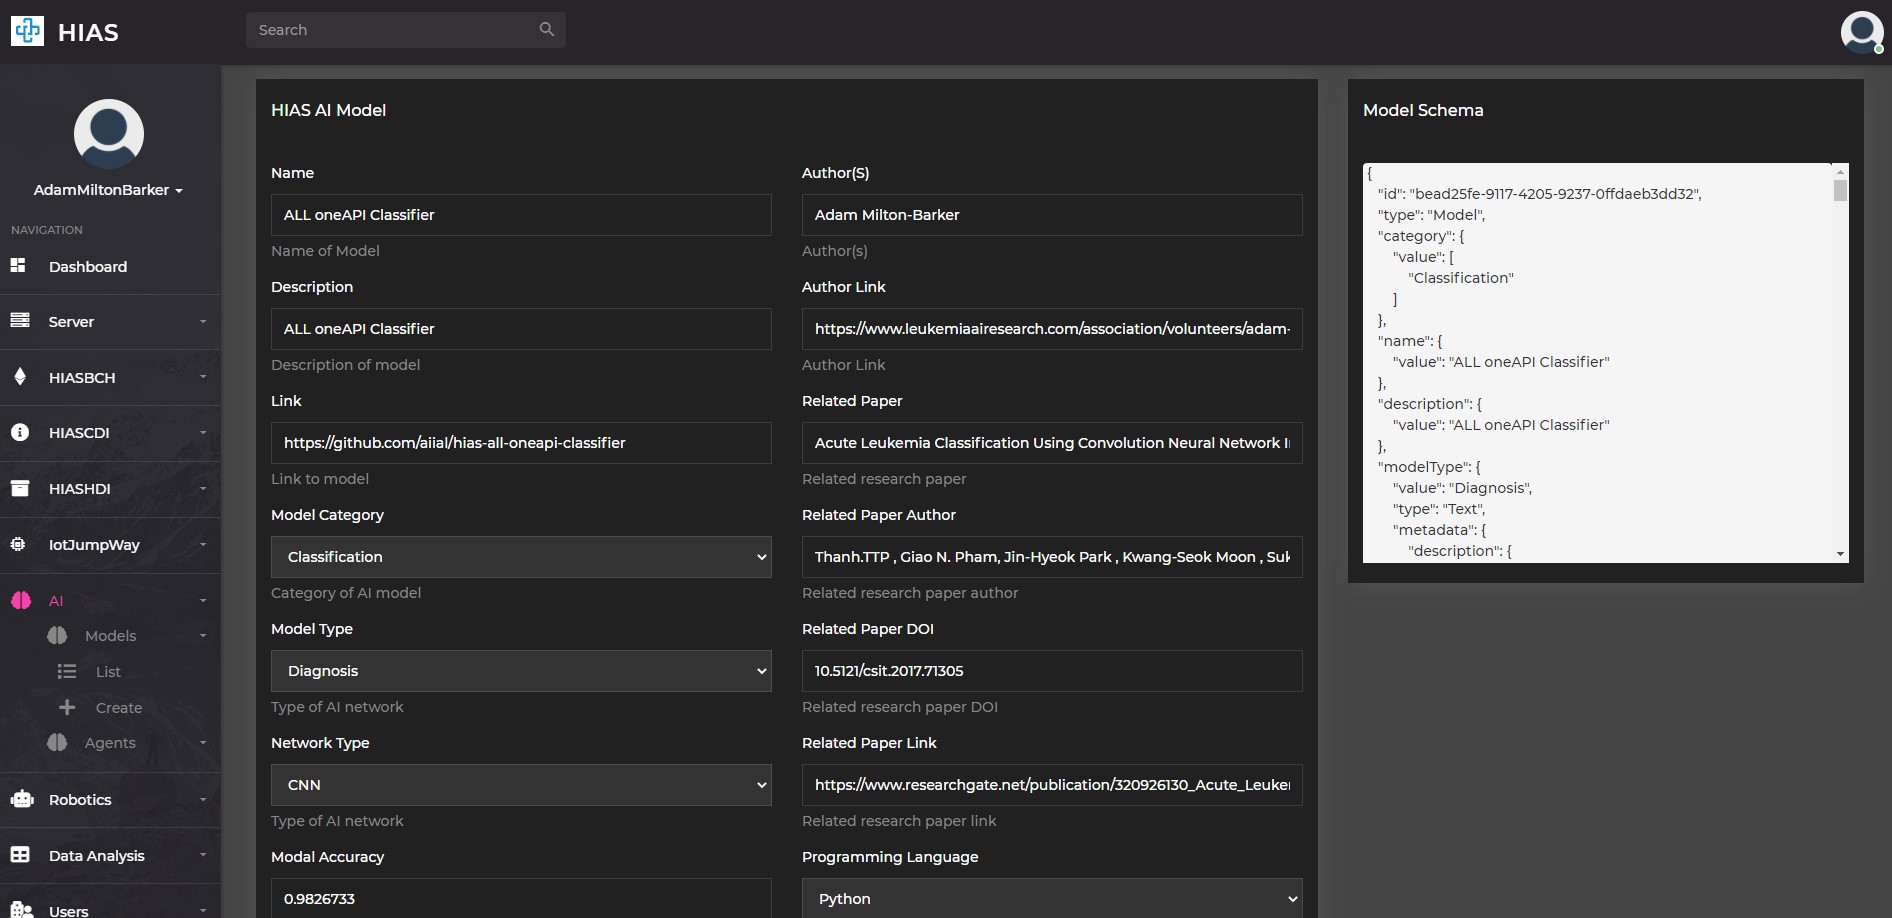 HIAS
Search
AdamMiltonBarker
NAVIGATION
Dashboard
Server
HIASBCH
HIASCDI
HIASHDI
IotJumpWay
AI
Models
List
Create
Agents
Robotics
Data Analysis
Users
HIAS AI Model
Name
ALL oneAPI Classifier
Name of Model
Description
ALL oneAPI Classifier
Description of model
Link
https://github.com/aiial/hias-all-oneapi-classifier
Link to model
Model Category
Classification
Category of AI model
Model Type
Diagnosis
Type of AI network
Network Type
CNN
Type of AI network
Modal Accuracy
0.9826733
Author(S)
Adam Milton-Barker
Author(s)
Author Link
https://www.leukemiaairesearch.com/association/volunteers/adam-
Author Link
Related Paper
Acute Leukemia Classification Using Convolution Neural Network I
Related research paper
Related Paper Author
Thanh.TTP , Giao N. Pham, Jin-Hyeok Park , Kwang-Seok Moon , Suk
Related research paper author
Related Paper DOI
10.5121/csit.2017.71305
Related research paper DOI
Related Paper Link
https://www.researchgate.net/publication/320926130_Acute_Leuke
Related research paper link
Programming Language
Python
Model Schema
{
"id": "bead25fe-9117-4205-9237-0ffdaeb3dd32",
"type": "Model",
"category": {
"value": [
"Classification"
]
},
"name": {
"value": "ALL oneAPI Classifier"
},
"description": {
"value": "ALL oneAPI Classifier"
},
"modelType": {
"value": "Diagnosis",
"type": "Text",
"metadata": {
"description": {